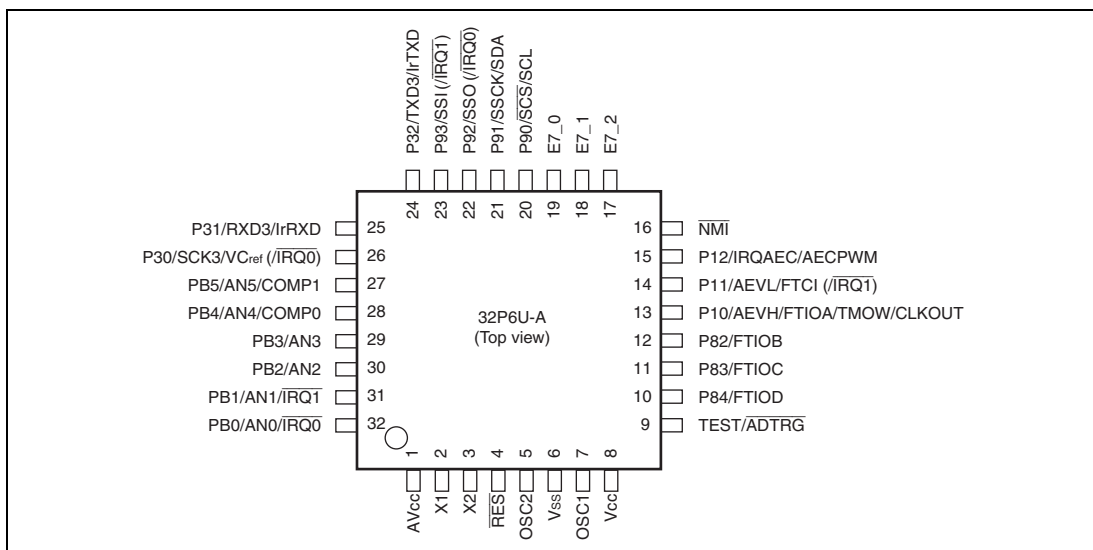 P32/TXD3/IrTXD
P93/SSI (/IRQ1)
P92/SSO (/IRQ0)
P91/SSCK/SDA
P90/SCS/SCL
E7_0
E7_1
E7_2
24
23
22
21
20
19
18
17
P31/RXD3/IrRXD 25
P30/SCK3/VCref (/IRQ0) 26
PB5/AN5/COMP1 27
PB4/AN4/COMP0 28
PB3/AN3 29
PB2/AN2 30
PB1/AN1/IRQ1 31
PB0/AN0/IRQ0 32
32P6U-A
(Top view)
16 NMI
15 P12/IRQAEC/AECPWM
14 P11/AEVL/FTCI (/IRQ1)
13 P10/AEVH/FTIOA/TMOW/CLKOUT
12 P82/FTIOB
11 P83/FTIOC
10 P84/FTIOD
9 TEST/ADTRG
1
2
3
4
5
6
7
8
AVcc
X1
X2
RES
OSC2
Vss
OSC1
Vcc